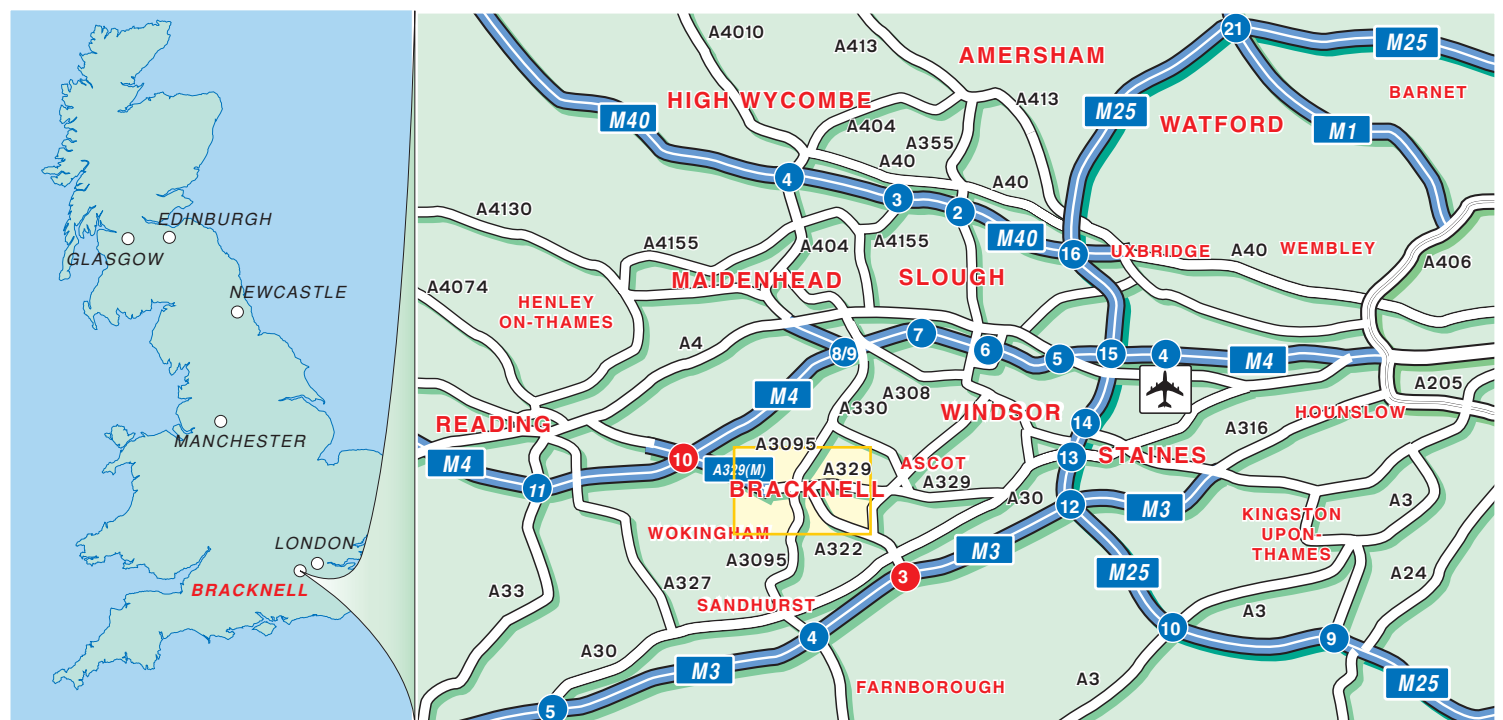 EDINBURGH
GLASGOW
NEWCASTLE
MANCHESTER
LONDON
BRACKNELL
A4010
A413
AMERSHAM
21
M25
HIGH WYCOMBE
A413
M25
BARNET
M40
A404
WATFORD
M1
A355
A40
4
A40
3
2
A4130
A4155
A404
A4155
M40
16
UXBRIDGE
A40
WEMBLEY
A406
MAIDENHEAD
SLOUGH
A4074
HENLEY
ON-THAMES
A4
7
8/9
6
5
15
4
M4
M4
A308
A330
A205
READING
WINDSOR
14
HOUNSLOW
A316
A3095
10
M4
A329(M)
A329
ASCOT
13
STAINES
11
BRACKNELL
A329
A30
12
M3
A3
WOKINGHAM
KINGSTON
UPON-
THAMES
A3095
A322
M3
M25
A33
A327
3
A24
SANDHURST
A3
4
10
9
A30
M3
FARNBOROUGH
A3
M25
5